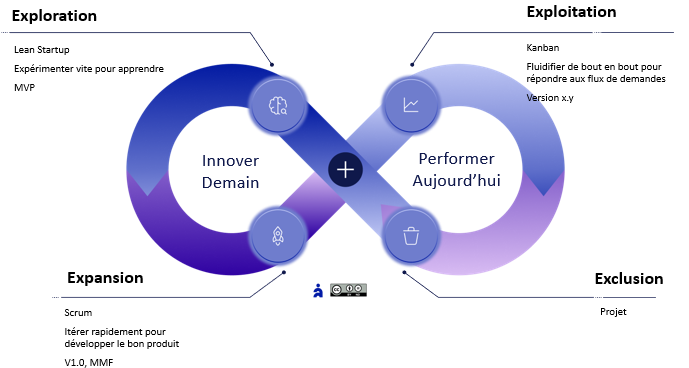 Exploration
Lean Startup
Expérimenter vite pour apprendre
MVP
Exploitation
Kanban
Fluidifier de bout en bout pour
répondre aux flux de demandes
Version x.y
Innover
Demain
Performer
Aujourd’hui
Expansion
Scrum
Itérer rapidement pour
développer le bon produit
V1.0, MMF
Exclusion
Projet